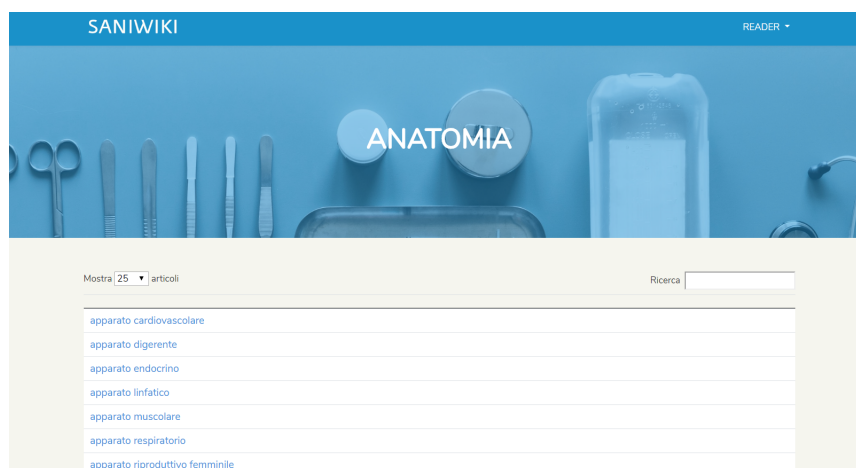 SANIWIKI
READER
ANATOMIA
Mostra 25 articoli
Ricerca
apparato cardiovascolare
apparato digerente
apparato endocrino
apparato linfatico
apparato muscolare
apparato respiratorio
apparato riproduttivo femminile